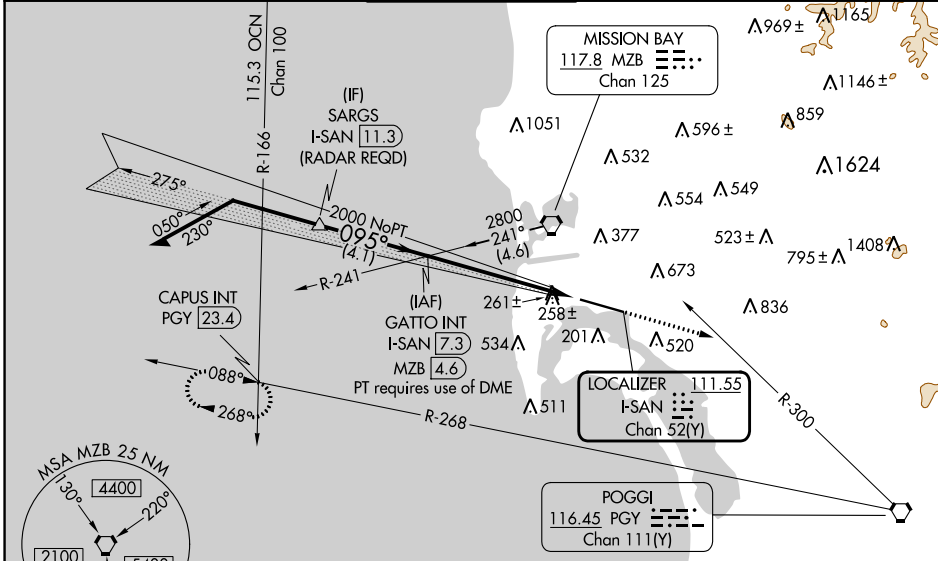 115.3 OCN
Chan 100
R-166
(IF)
SARGS
I-SAN 11.3
(RADAR REQD)
MISSION BAY
117.8 MZB
Chan 125
969±
1165
1146±
859
1051
596±
532
1624
554
549
377
523±
795±
1408
673
836
275°
050°
230°
2000 NoPT
095°
(4.1)
2800
241°
(4.6)
R-241
261±
258±
(IAF)
GATTO INT
I-SAN 7.3
MZB 4.6
PT requires use of DME
534
201
520
511
CAPUS INT
PGY 23.4
088°
268°
R-268
LOCALIZER 111.55
I-SAN
Chan 52(Y)
R-300
POGGI
116.45 PGY
Chan 111(Y)
MSA MZB 25 NM
130°
4400
220°
2100